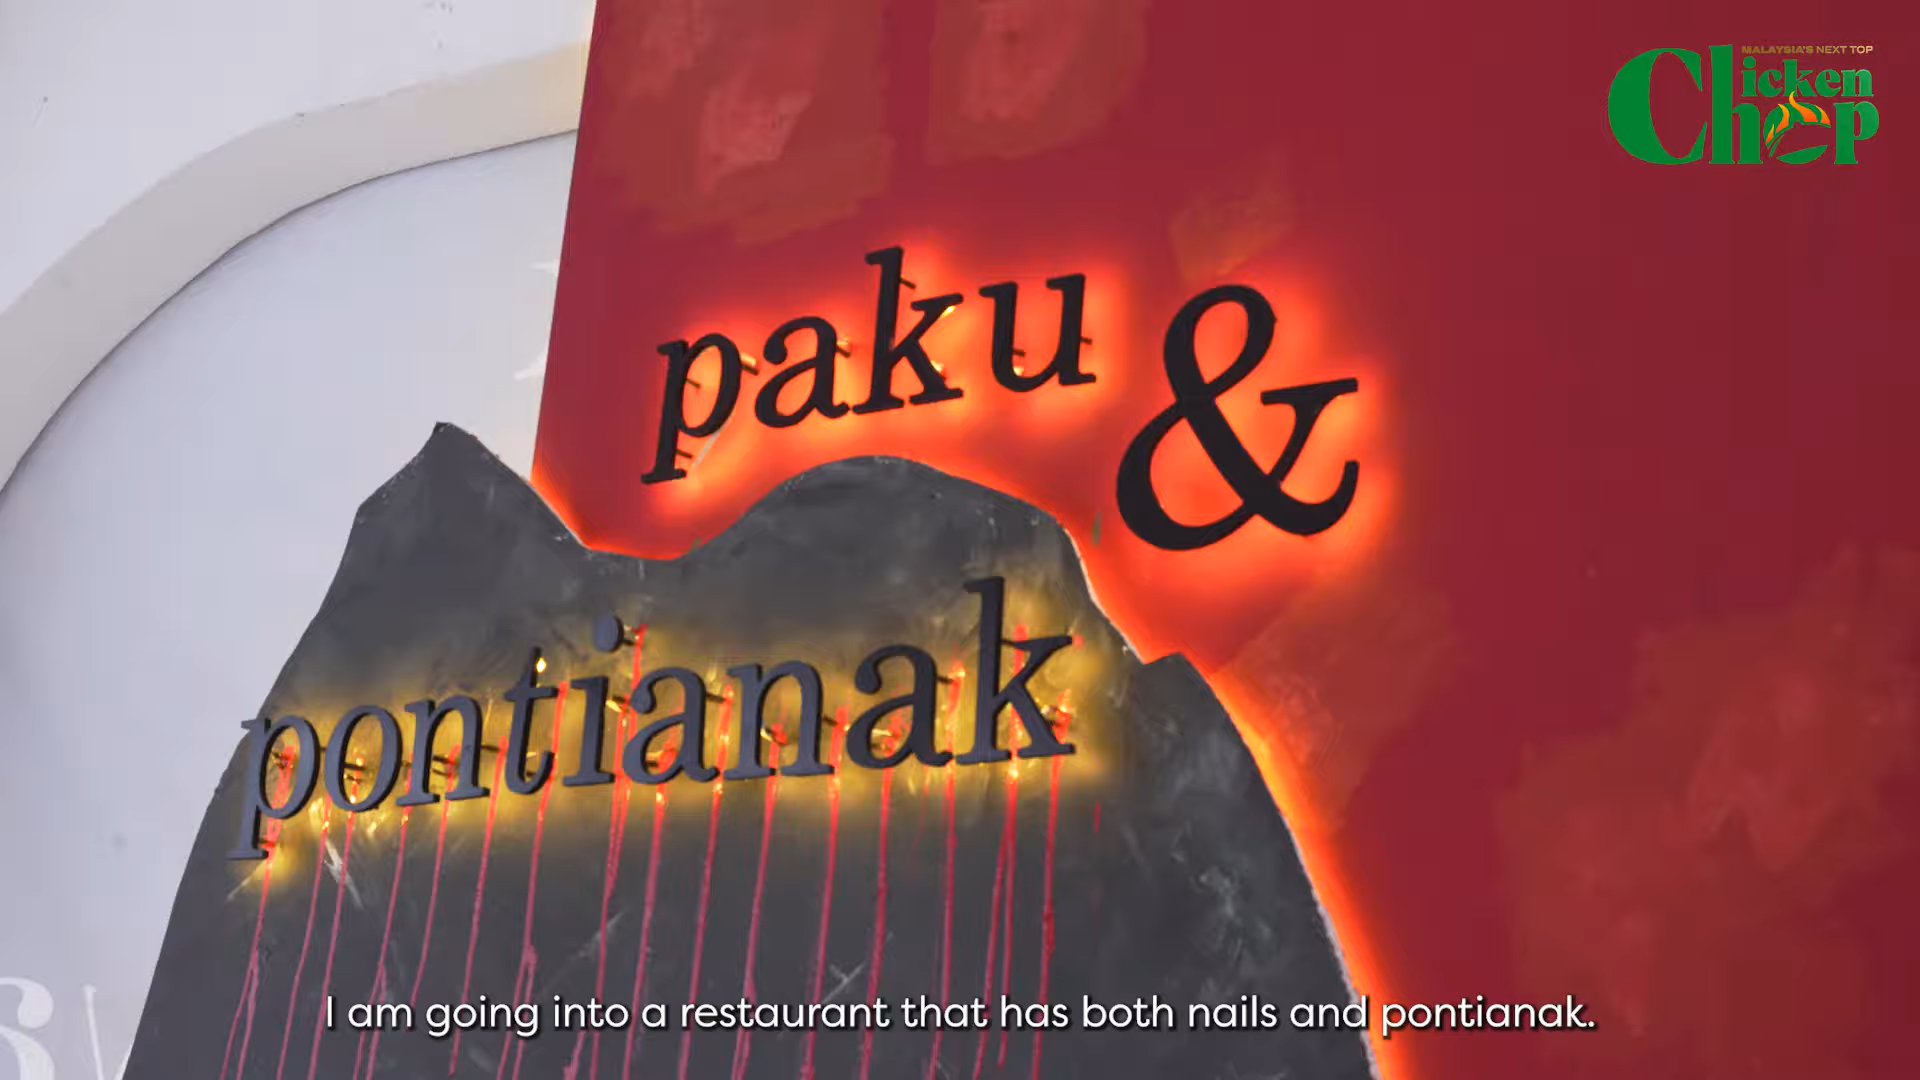 MALAYSIA'S NEXT TOP
Chicken
Chop
paku &
pontianak
I am going into a restaurant that has both nails and pontianak.